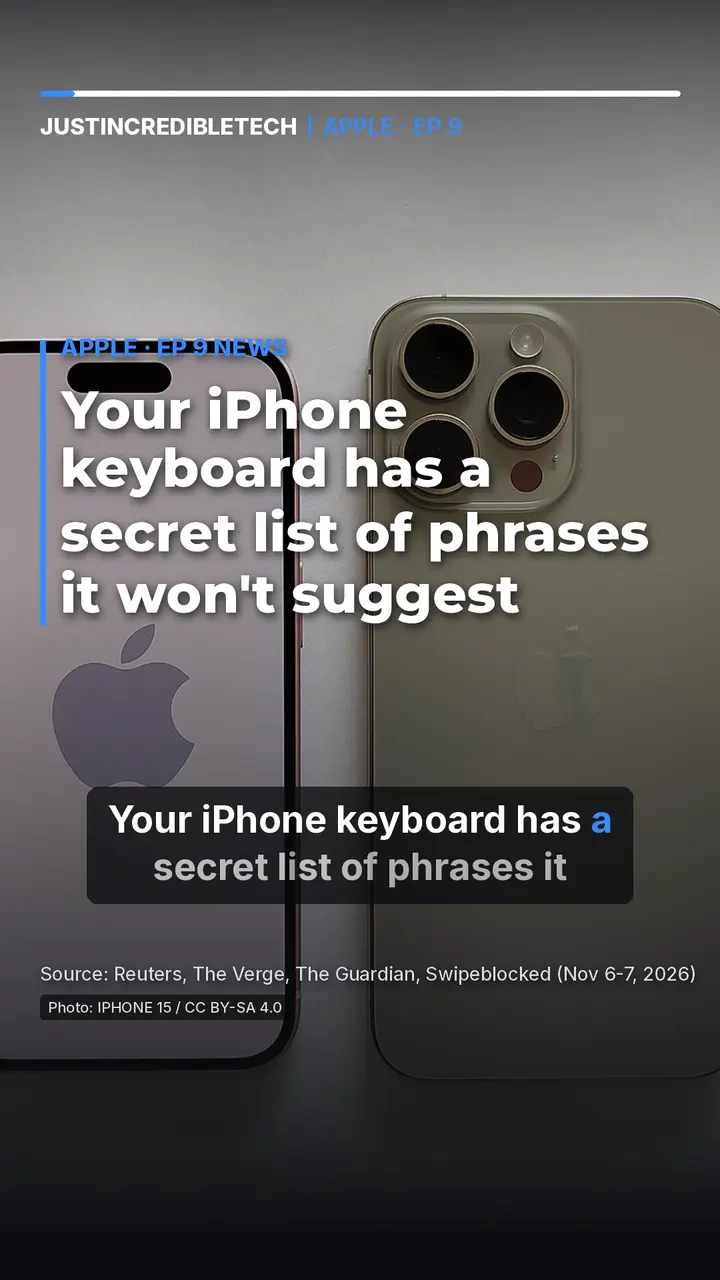 JUSTINCREDIBLETECH | APPLE · EP 9
APPLE · EP 9 NEWS
Your iPhone
keyboard has a
secret list of phrases
it won't suggest
Your iPhone keyboard has a
secret list of phrases it
Source: Reuters, The Verge, The Guardian, Swipeblocked (Nov 6-7, 2026)
Photo: IPHONE 15 / CC BY-SA 4.0